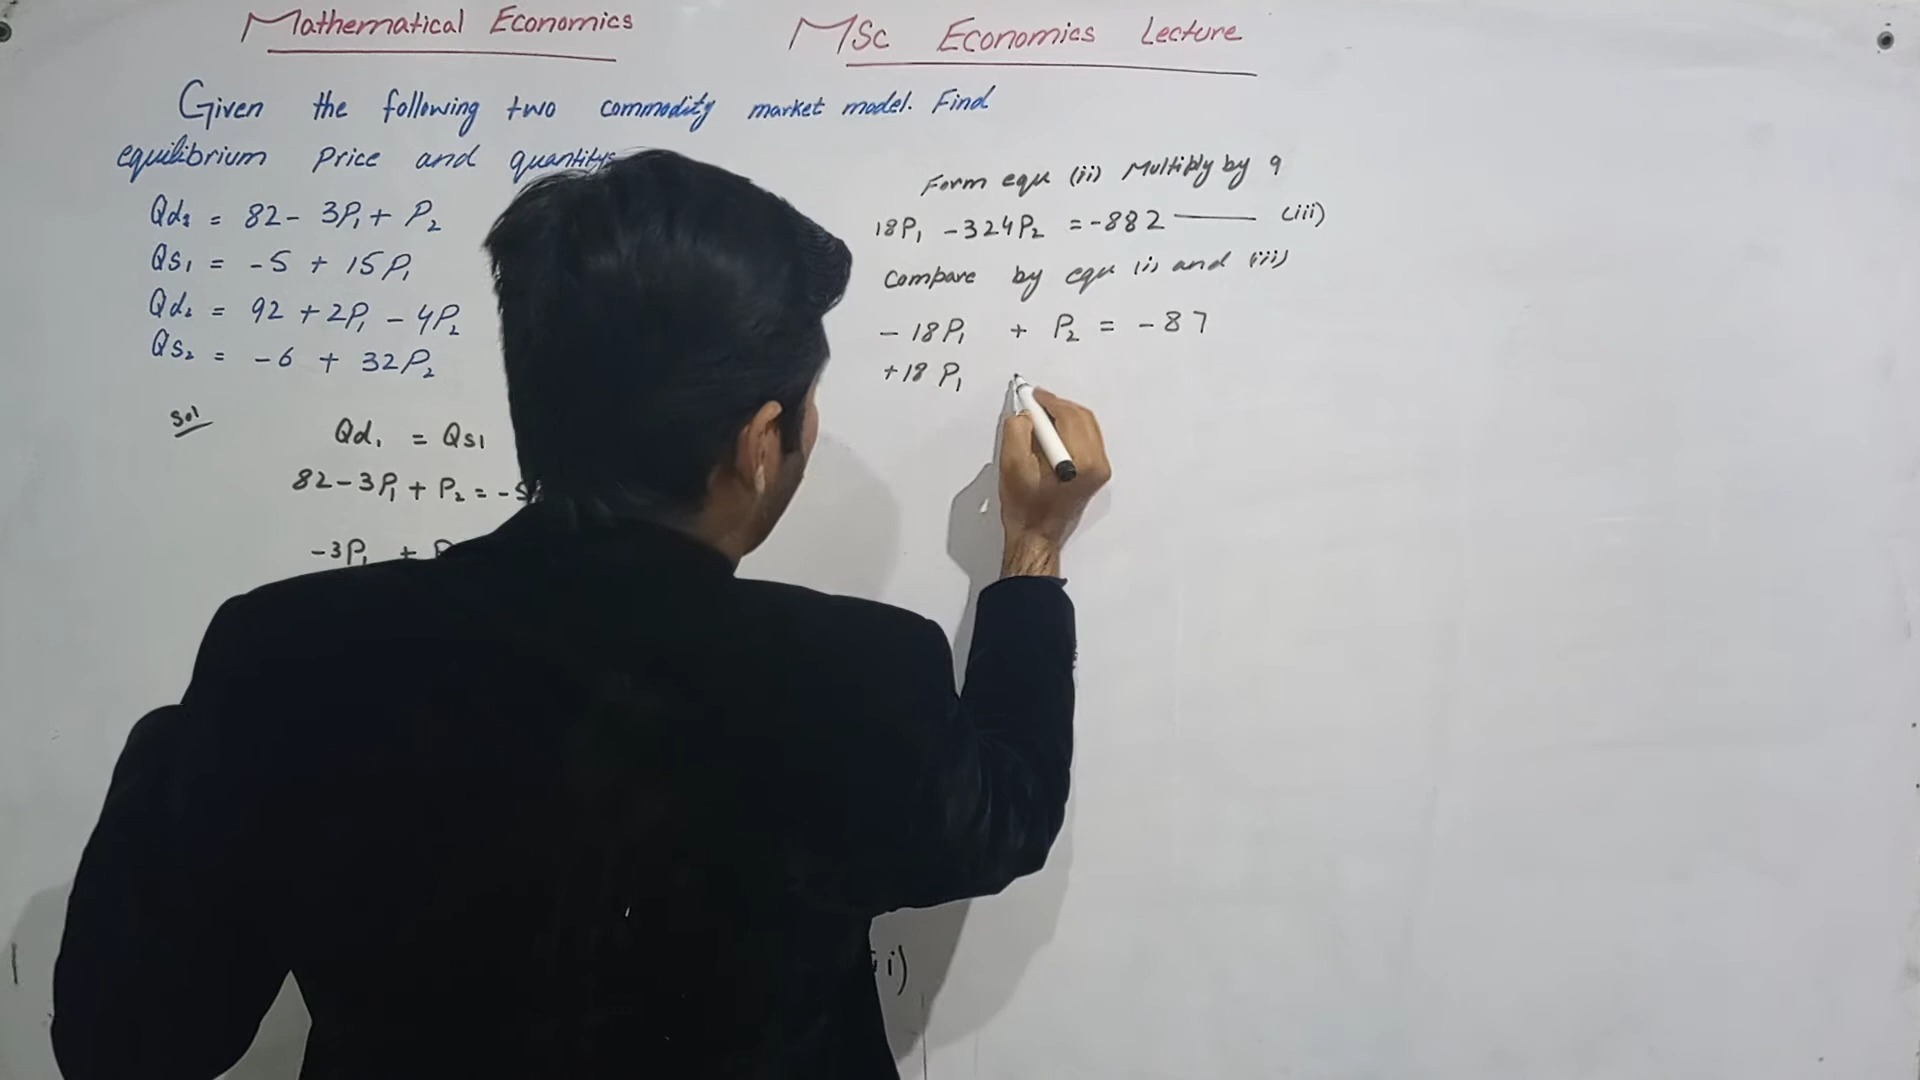 Mathematical Economics
MSc Economics Lecture
Given the following two commodity market model. Find
equilibrium Price and quantity
Qd1 = 82 - 3P1 + P2
Qs1 = -5 + 15P1
Qd2 = 92 + 2P1 - 4P2
Qs2 = -6 + 32P2
Sol
Qd1 = Qs1
82 - 3P1 + P2 = -5
-3P1 +
Form equ (ii) Multiply by 9
18P1 - 324P2 = -882 (iii)
Compare by equ (i) and (iii)
- 18P1 + P2 = -87
+18 P1